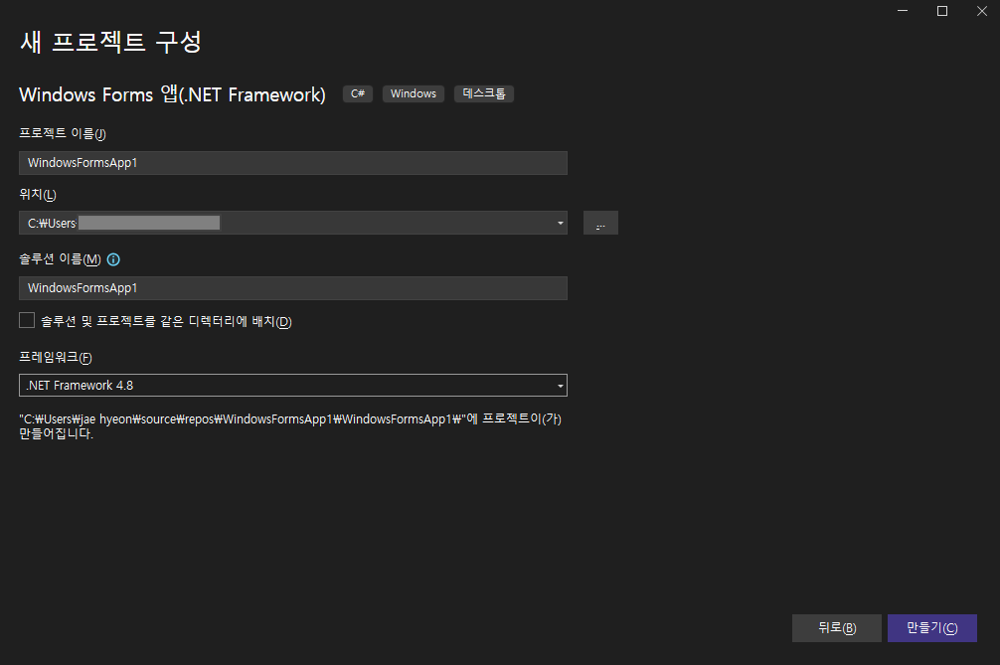 새 프로젝트 구성
Windows Forms 앱(.NET Framework) C# Windows 데스크톱
프로젝트 이름(J)
WindowsFormsApp1
위치(L)
C:₩Users
...
솔루션 이름(M)
WindowsFormsApp1
솔루션 및 프로젝트를 같은 디렉터리에 배치(D)
프레임워크(F)
.NET Framework 4.8
"C:₩Users₩jae hyeon₩source₩repos₩WindowsFormsApp1₩WindowsFormsApp1₩"에 프로젝트이(가)
만들어집니다.
뒤로(B) 만들기(C)